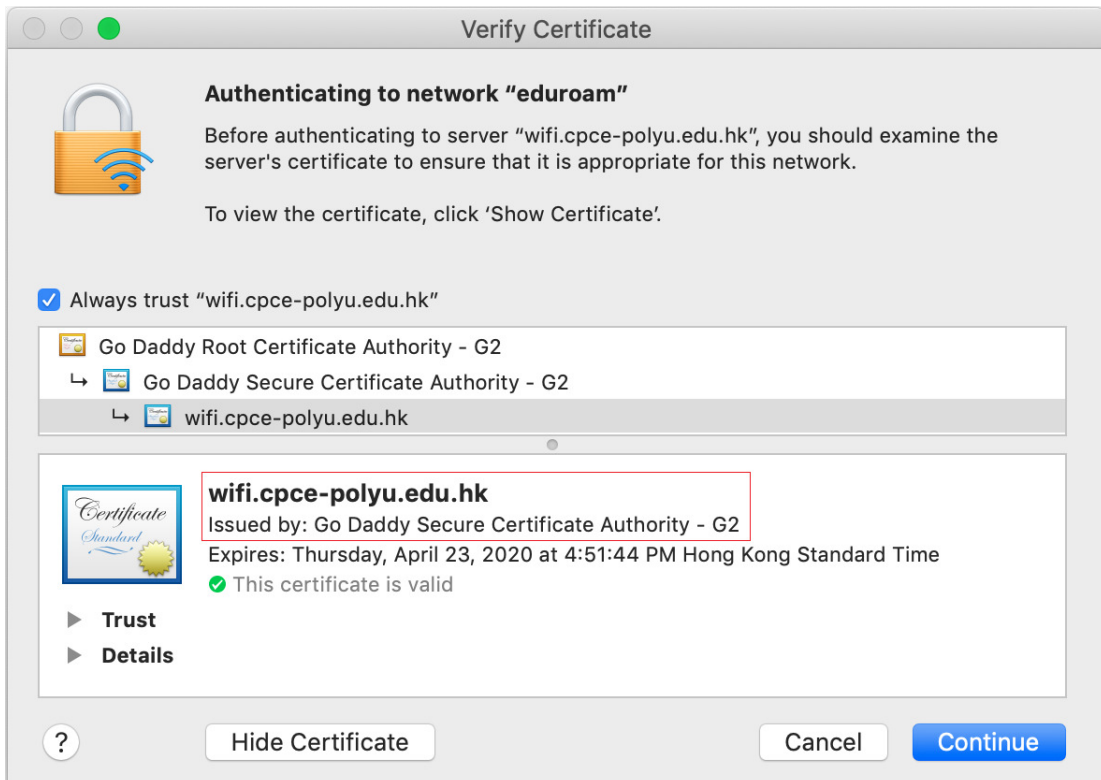 Verify Certificate
Authenticating to network “eduroam”
Before authenticating to server “wifi.cpce-polyu.edu.hk”, you should examine the
server's certificate to ensure that it is appropriate for this network.
To view the certificate, click ‘Show Certificate’.
Always trust “wifi.cpce-polyu.edu.hk”
Go Daddy Root Certificate Authority - G2
Go Daddy Secure Certificate Authority - G2
wifi.cpce-polyu.edu.hk
Certificate
Standard
wifi.cpce-polyu.edu.hk
Issued by: Go Daddy Secure Certificate Authority - G2
Expires: Thursday, April 23, 2020 at 4:51:44 PM Hong Kong Standard Time
This certificate is valid
Trust
Details
?
Hide Certificate
Cancel
Continue